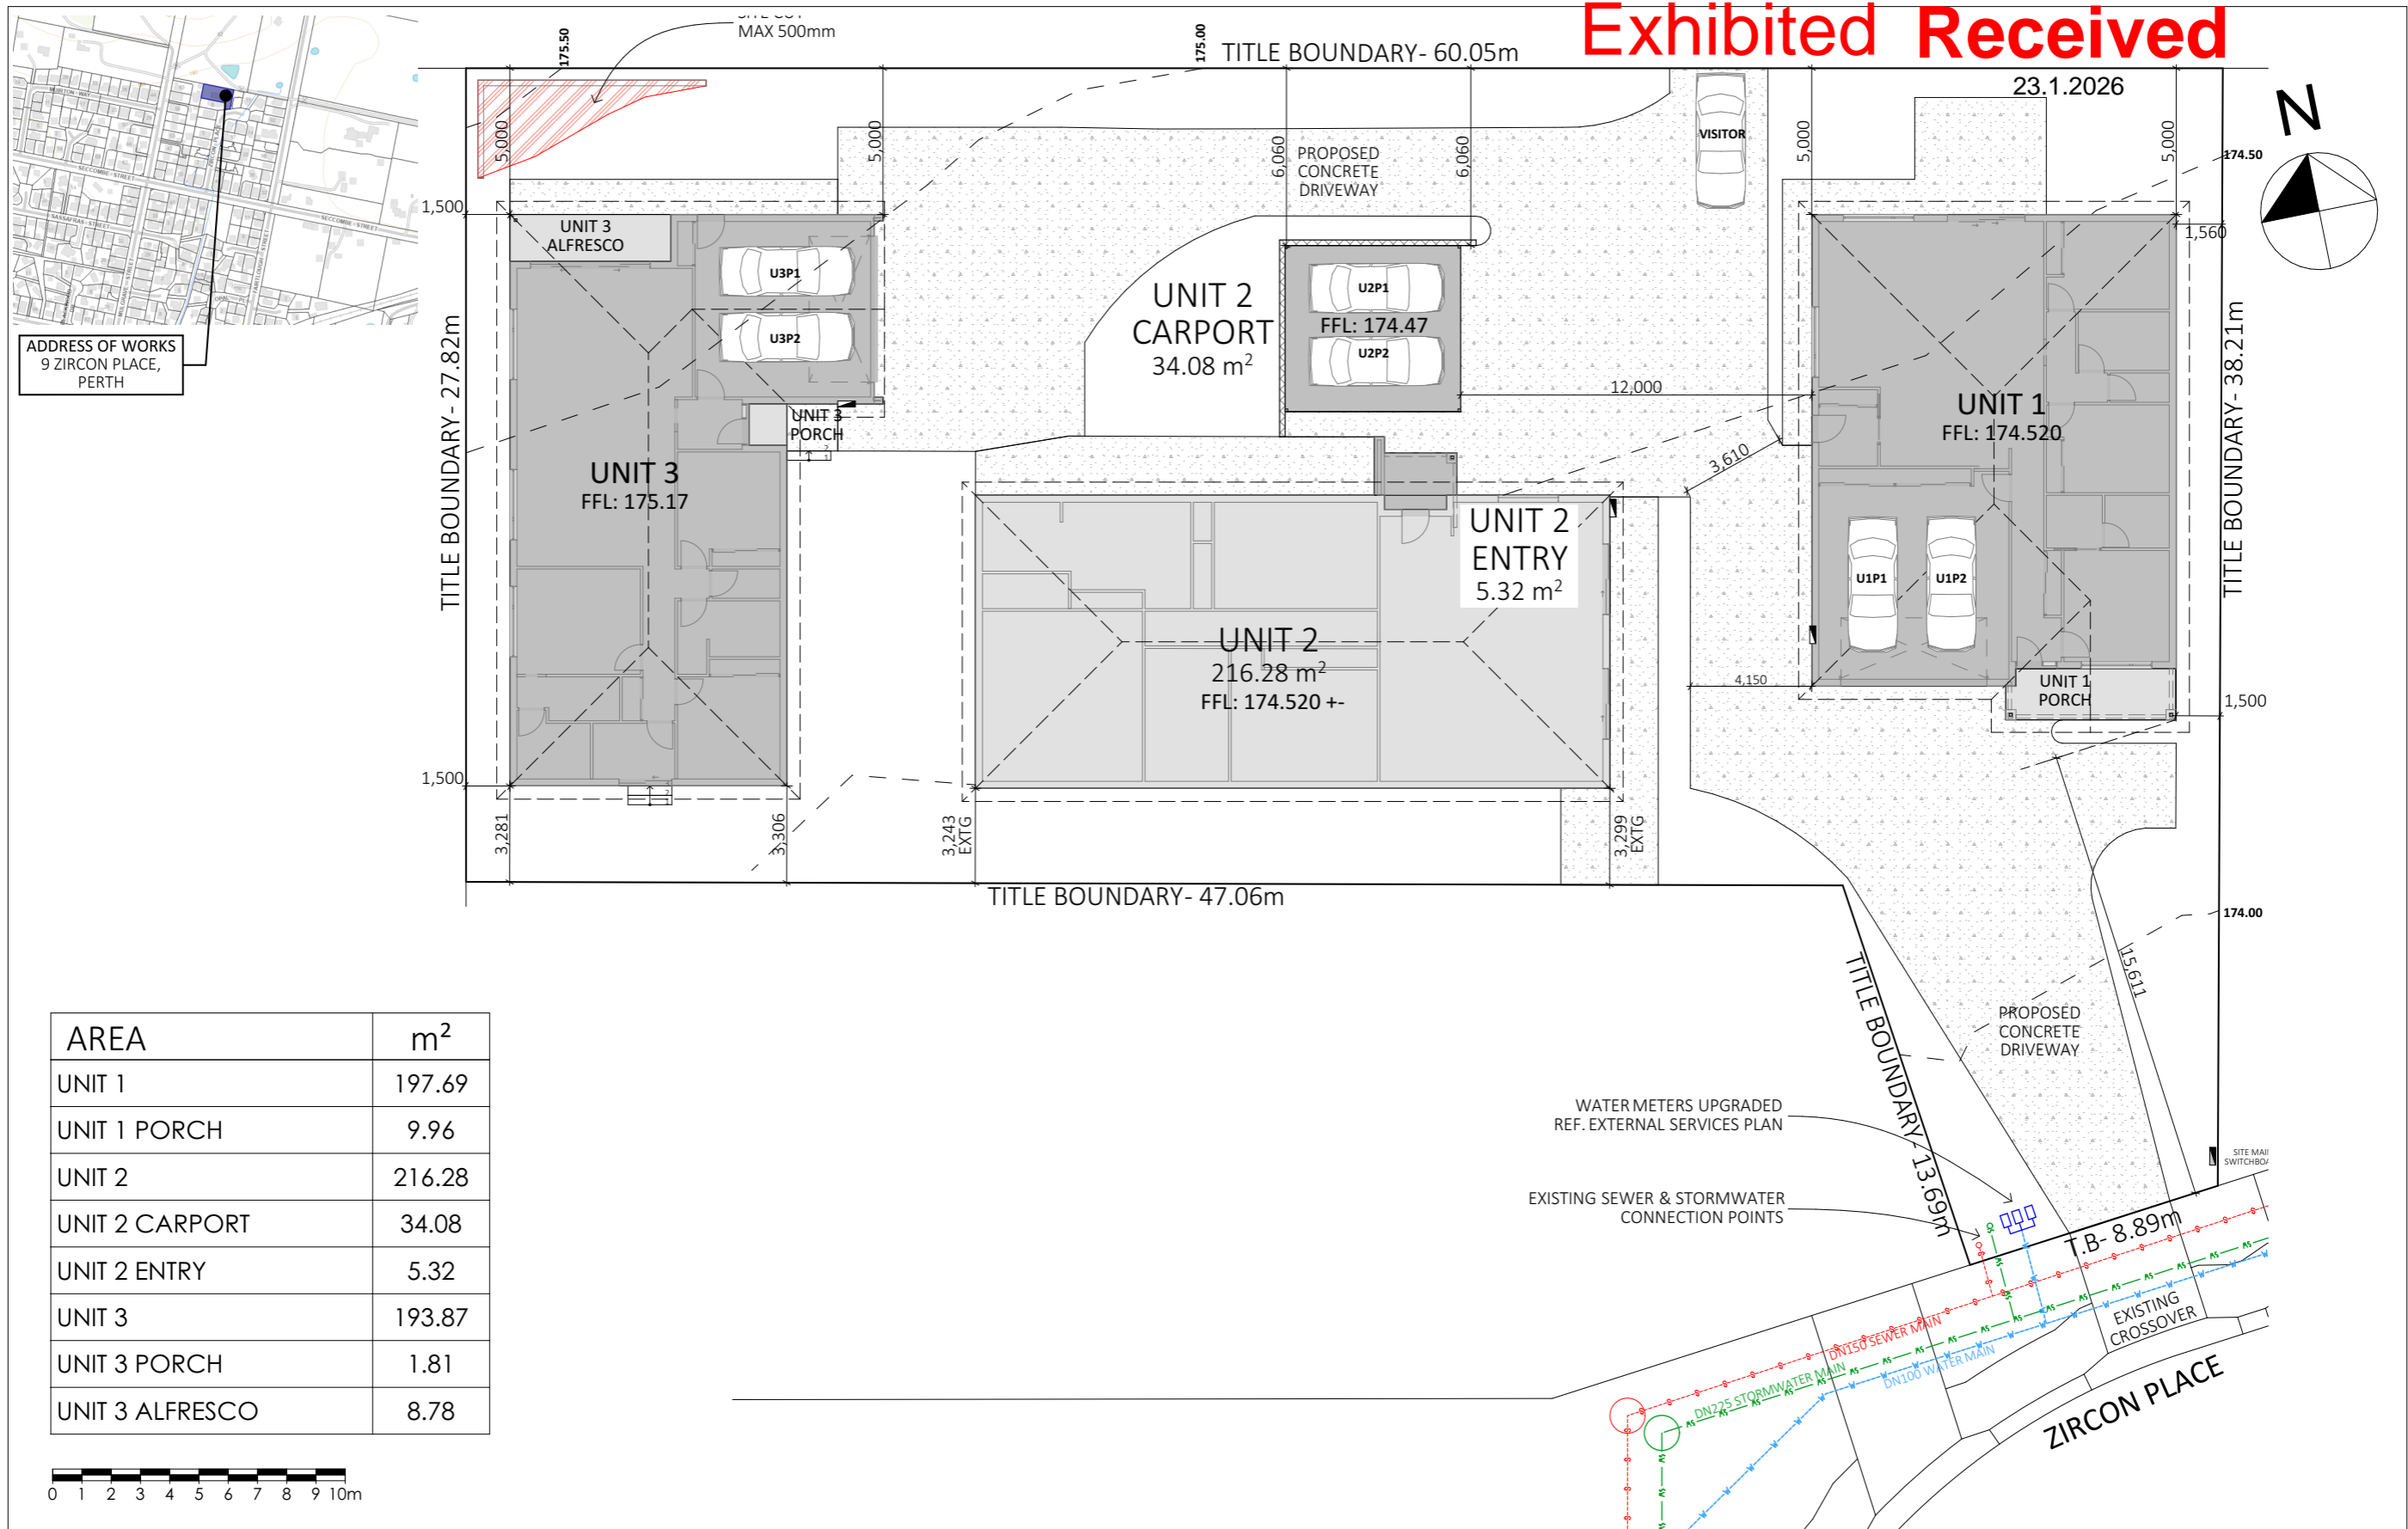 Exhibited Received
23.1.2026
MAX 500mm
175.50
175.00
TITLE BOUNDARY- 60.05m
N
SECCOMBE - STREET
SECCOMBE - STREET
ADDRESS OF WORKS
9 ZIRCON PLACE,
PERTH
5,000
5,000
6,060
6,060
5,000
5,000
PROPOSED
CONCRETE
DRIVEWAY
VISITOR
174.50
1,500
1,560
UNIT 3
ALFRESCO
U3P1
U3P2
UNIT 2
CARPORT
34.08 m²
U2P1
FFL: 174.47
U2P2
12,000
3,610
UNIT 1
FFL: 174.520
TITLE BOUNDARY- 27.82m
TITLE BOUNDARY- 38.21m
UNIT 3
PORCH
UNIT 3
FFL: 175.17
UNIT 2
ENTRY
5.32 m²
U1P1
U1P2
UNIT 2
216.28 m²
FFL: 174.520 +-
4,150
UNIT 1
PORCH
1,500
1,500
3,281
3,306
3,243
EXTG
3,299
EXTG
TITLE BOUNDARY- 47.06m
174.00
15,611
TITLE BOUNDARY- 13.69m
PROPOSED
CONCRETE
DRIVEWAY
WATER METERS UPGRADED
REF. EXTERNAL SERVICES PLAN
EXISTING SEWER & STORMWATER
CONNECTION POINTS
T.B- 8.89m
EXISTING
CROSSOVER
DN150 SEWER MAIN
DN225 STORMWATER MAIN
DN100 WATER MAIN
ZIRCON PLACE
AREA m²
UNIT 1 197.69
UNIT 1 PORCH 9.96
UNIT 2 216.28
UNIT 2 CARPORT 34.08
UNIT 2 ENTRY 5.32
UNIT 3 193.87
UNIT 3 PORCH 1.81
UNIT 3 ALFRESCO 8.78
0 1 2 3 4 5 6 7 8 9 10m